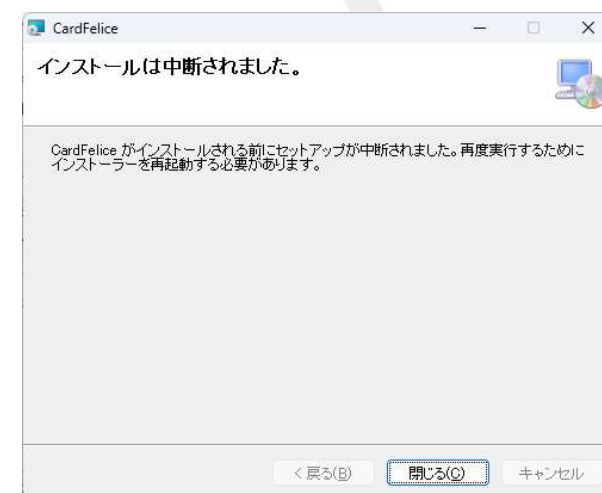 CardFelice
インストールは中断されました。
CardFelice がインストールされる前にセットアップが中断されました。再度実行するために
インストーラーを再起動する必要があります。
< 戻る(B)
閉じる(C)
キャンセル